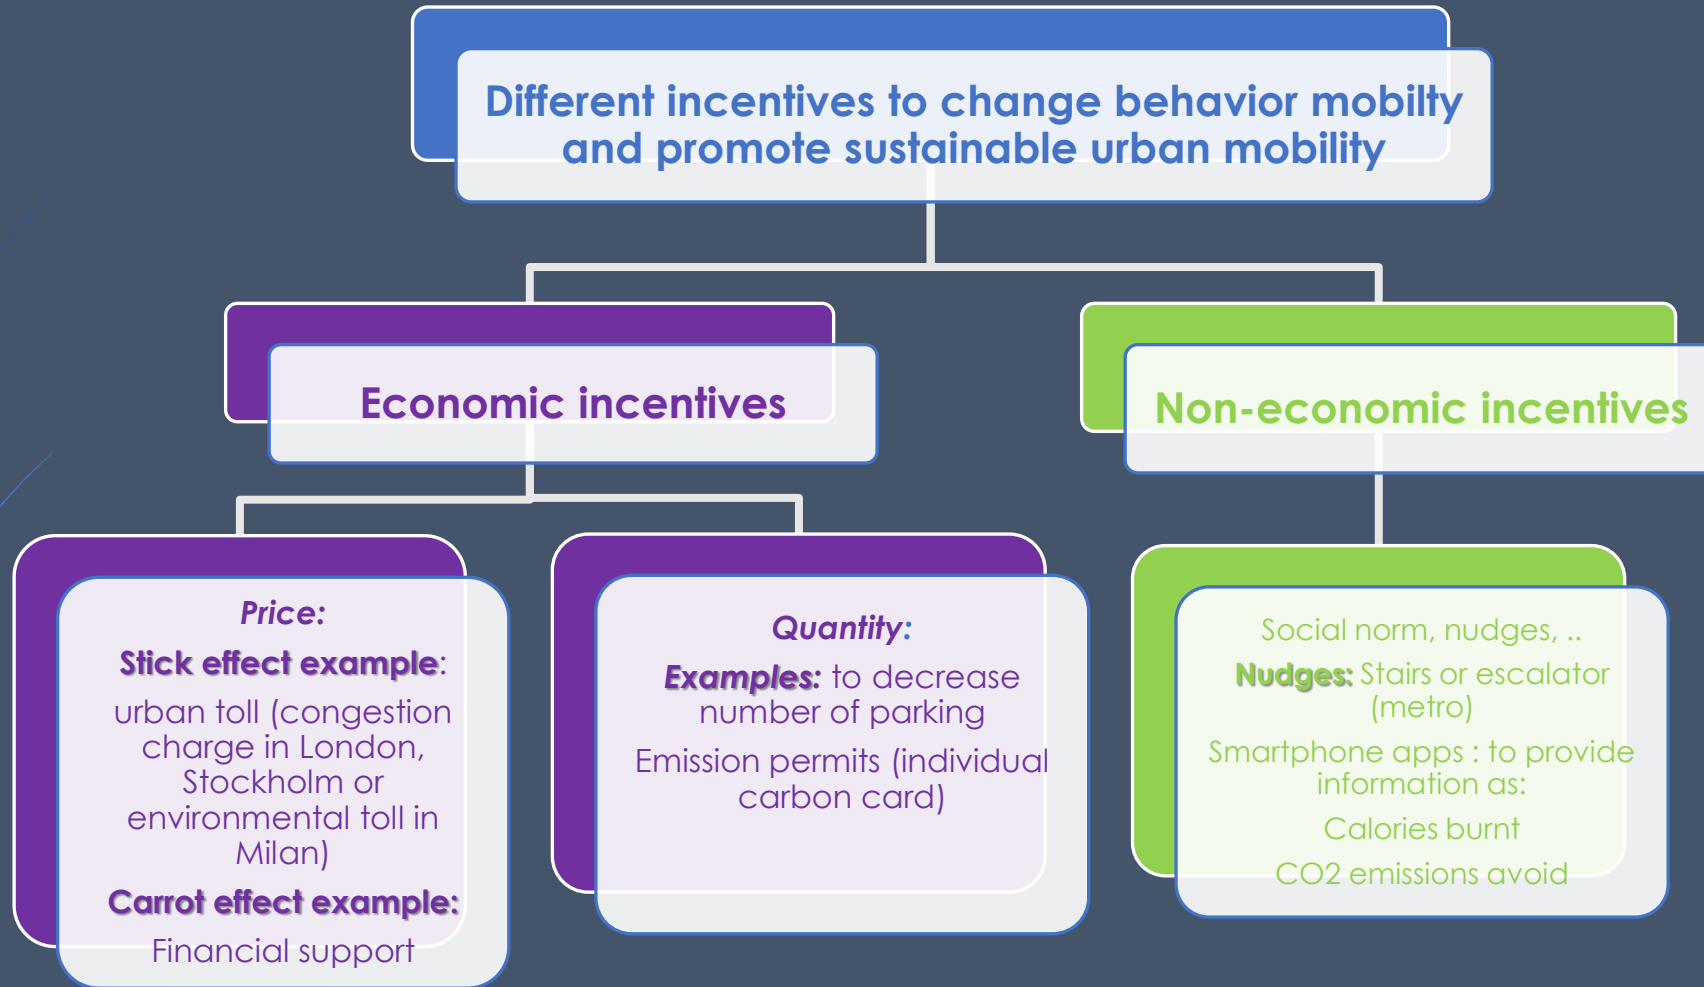 Different incentives to change behavior mobilty
and promote sustainable urban mobility
Economic incentives
Non-economic incentives
Price:
Stick effect example:
urban toll (congestion
charge in London,
Stockholm or
environmental toll in
Milan)
Carrot effect example:
Financial support
Quantity:
Examples: to decrease
number of parking
Emission permits (individual
carbon card)
Social norm, nudges, ..
Nudges: Stairs or escalator
(metro)
Smartphone apps : to provide
information as:
Calories burnt
CO2 emissions avoid